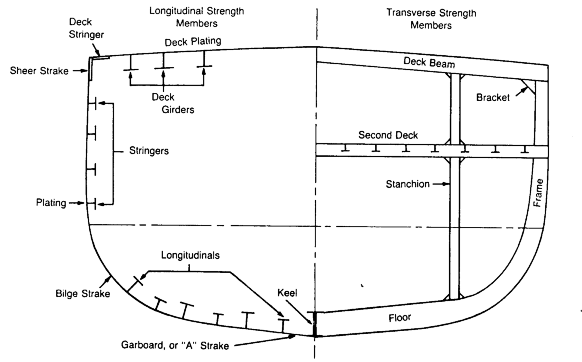 Longitudinal Strength
Members
Transverse Strength
Members
Deck
Stringer
Deck Plating
Sheer Strake
Deck Beam
Deck
Girders
Bracket
Second Deck
Stringers
Stanchion
Plating
Frame
Longitudinals
Bilge Strake
Keel
Floor
Garboard, or "A" Strake